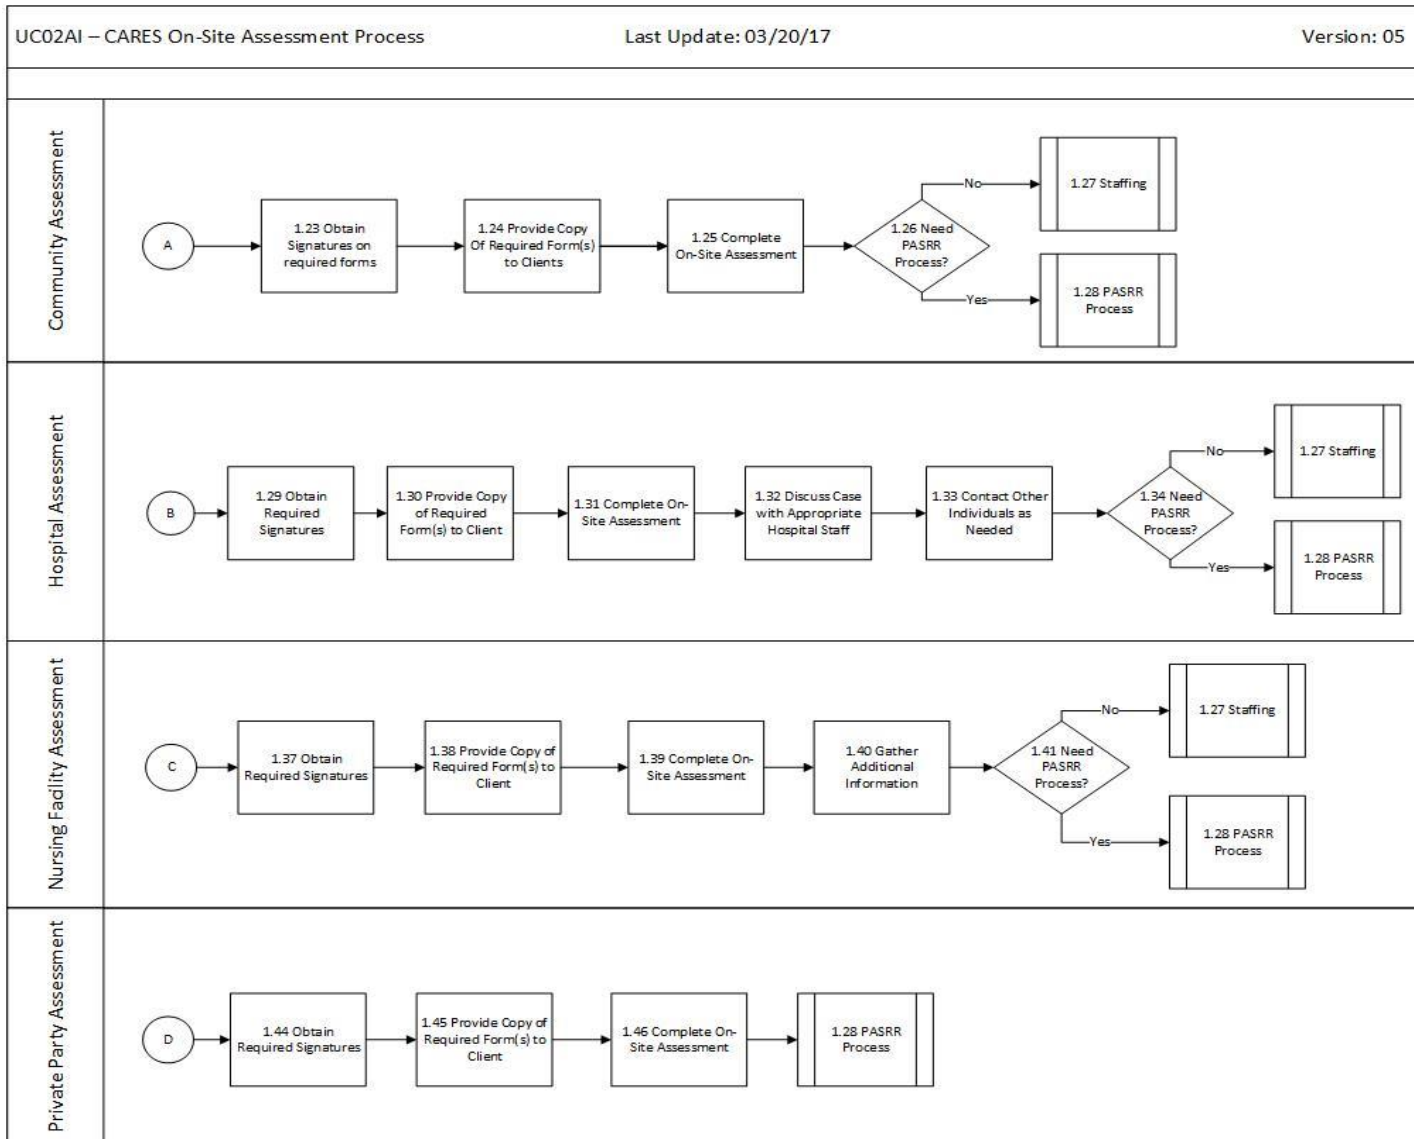 UC02AI – CARES On-Site Assessment Process
Last Update: 03/20/17
Version: 05
Community Assessment
A
1.23 Obtain
Signatures on
required forms
1.24 Provide Copy
Of Required Form(s)
to Clients
1.25 Complete
On-Site Assessment
1.26 Need
PASRR
Process?
No
1.27 Staffing
Yes
1.28 PASRR
Process
Hospital Assessment
B
1.29 Obtain
Required
Signatures
1.30 Provide Copy
of Required
Form(s) to Client
1.31 Complete On-
Site Assessment
1.32 Discuss Case
with Appropriate
Hospital Staff
1.33 Contact Other
Individuals as
Needed
1.34 Need
PASRR
Process?
No
1.27 Staffing
Yes
1.28 PASRR
Process
Nursing Facility Assessment
C
1.37 Obtain
Required Signatures
1.38 Provide Copy of
Required Form(s) to
Client
1.39 Complete On-
Site Assessment
1.40 Gather
Additional
Information
1.41 Need
PASRR
Process?
No
1.27 Staffing
Yes
1.28 PASRR
Process
Private Party Assessment
D
1.44 Obtain
Required Signatures
1.45 Provide Copy of
Required Form(s) to
Client
1.46 Complete On-
Site Assessment
1.28 PASRR
Process